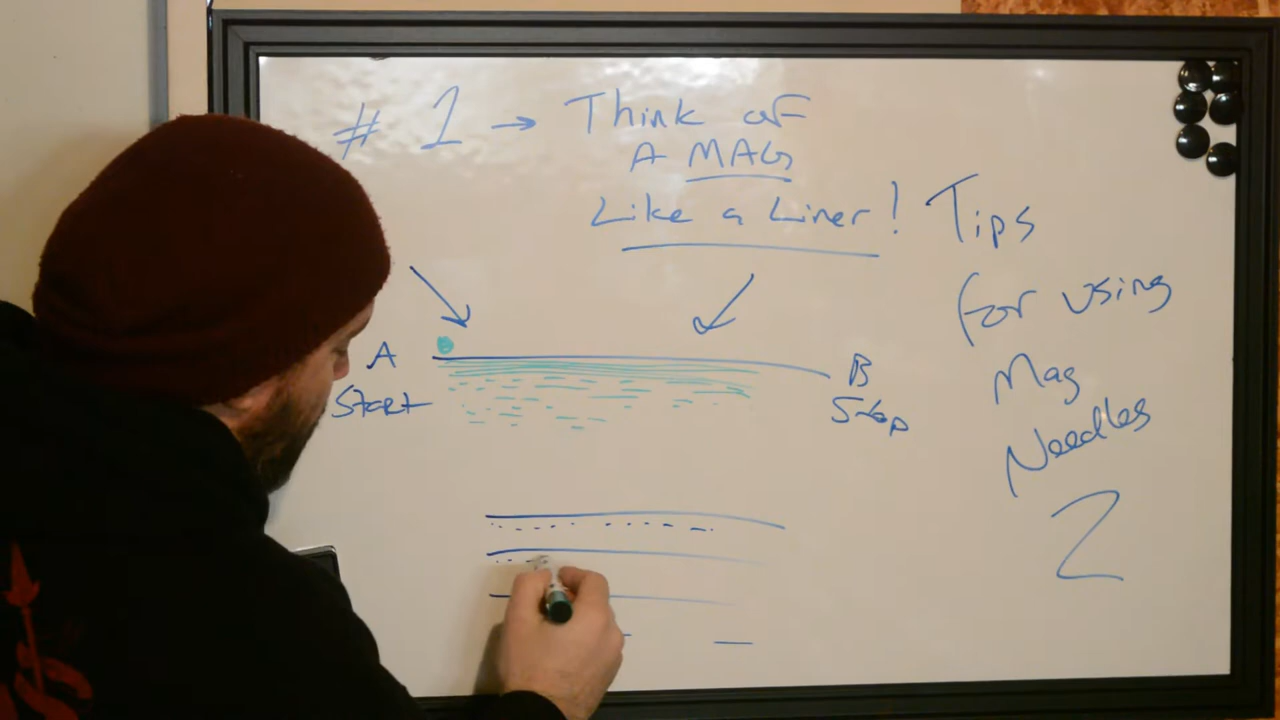 # 1 → Think of
A MAG
Like a Liner!
Tips
for using
Mag
Needles
2
A
Start
B
Stop